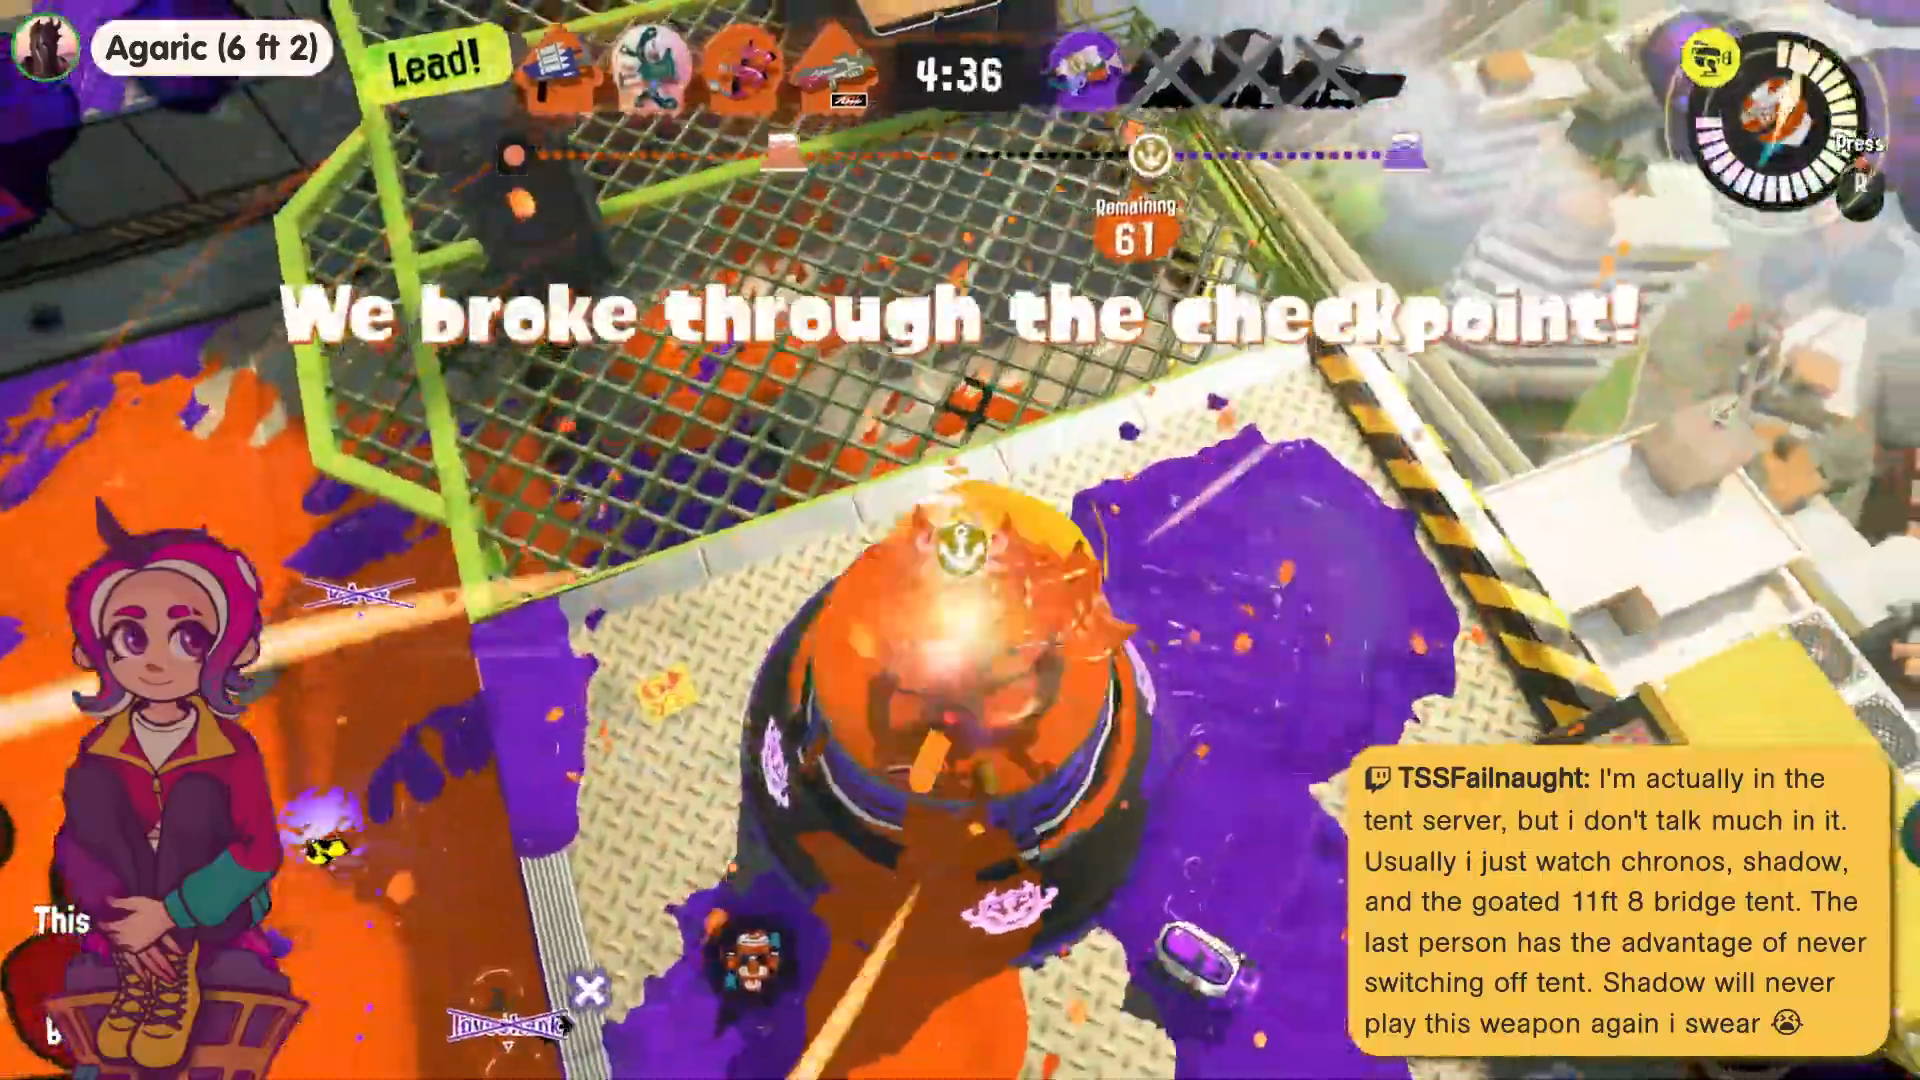 Agaric (6 ft 2)
Lead!
4:36
Press
R
Remaining
61
We broke through the checkpoint!
This
TSSFailnaught: I'm actually in the
tent server, but i don't talk much in it.
Usually i just watch chronos, shadow,
and the goated 11ft 8 bridge tent. The
last person has the advantage of never
switching off tent. Shadow will never
play this weapon again i swear 😭